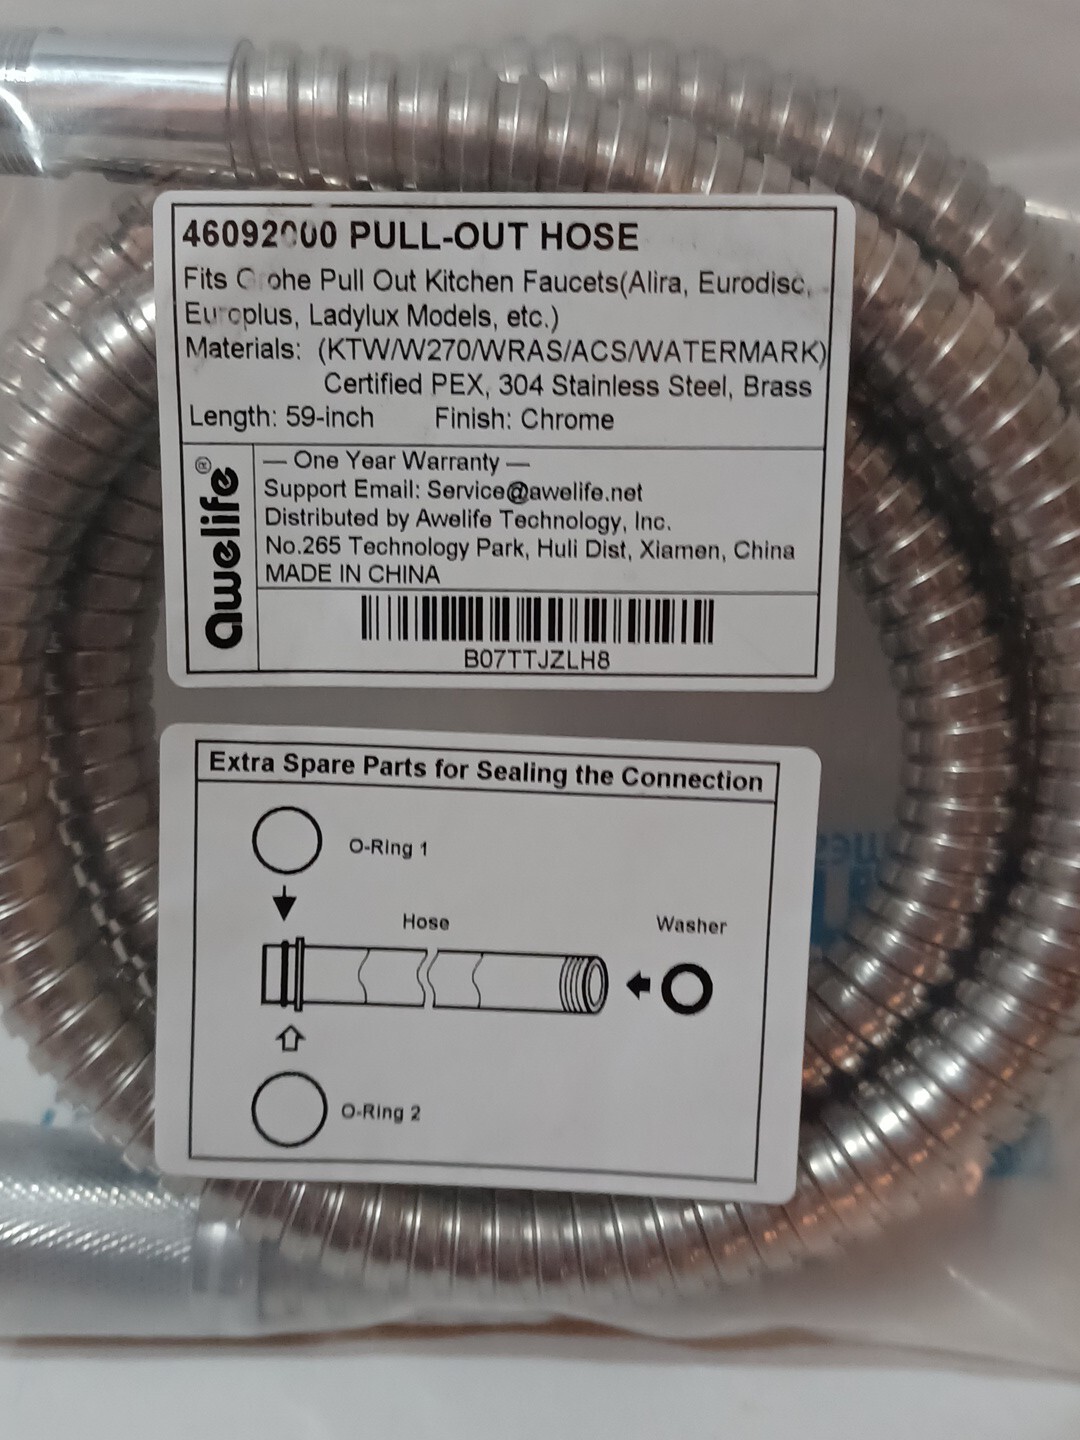 46092000 PULL-OUT HOSE
Fits Grohe Pull Out Kitchen Faucets(Alira, Eurodisc,
Europlus, Ladylux Models, etc.)
Materials: (KTW/W270/WRAS/ACS/WATERMARK)
Certified PEX, 304 Stainless Steel, Brass
Length: 59-inch Finish: Chrome
awelife®
— One Year Warranty —
Support Email: Service@awelife.net
Distributed by Awelife Technology, Inc.
No.265 Technology Park, Huli Dist, Xiamen, China
MADE IN CHINA
B07TTJZLH8
Extra Spare Parts for Sealing the Connection
O-Ring 1
Hose
Washer
O-Ring 2